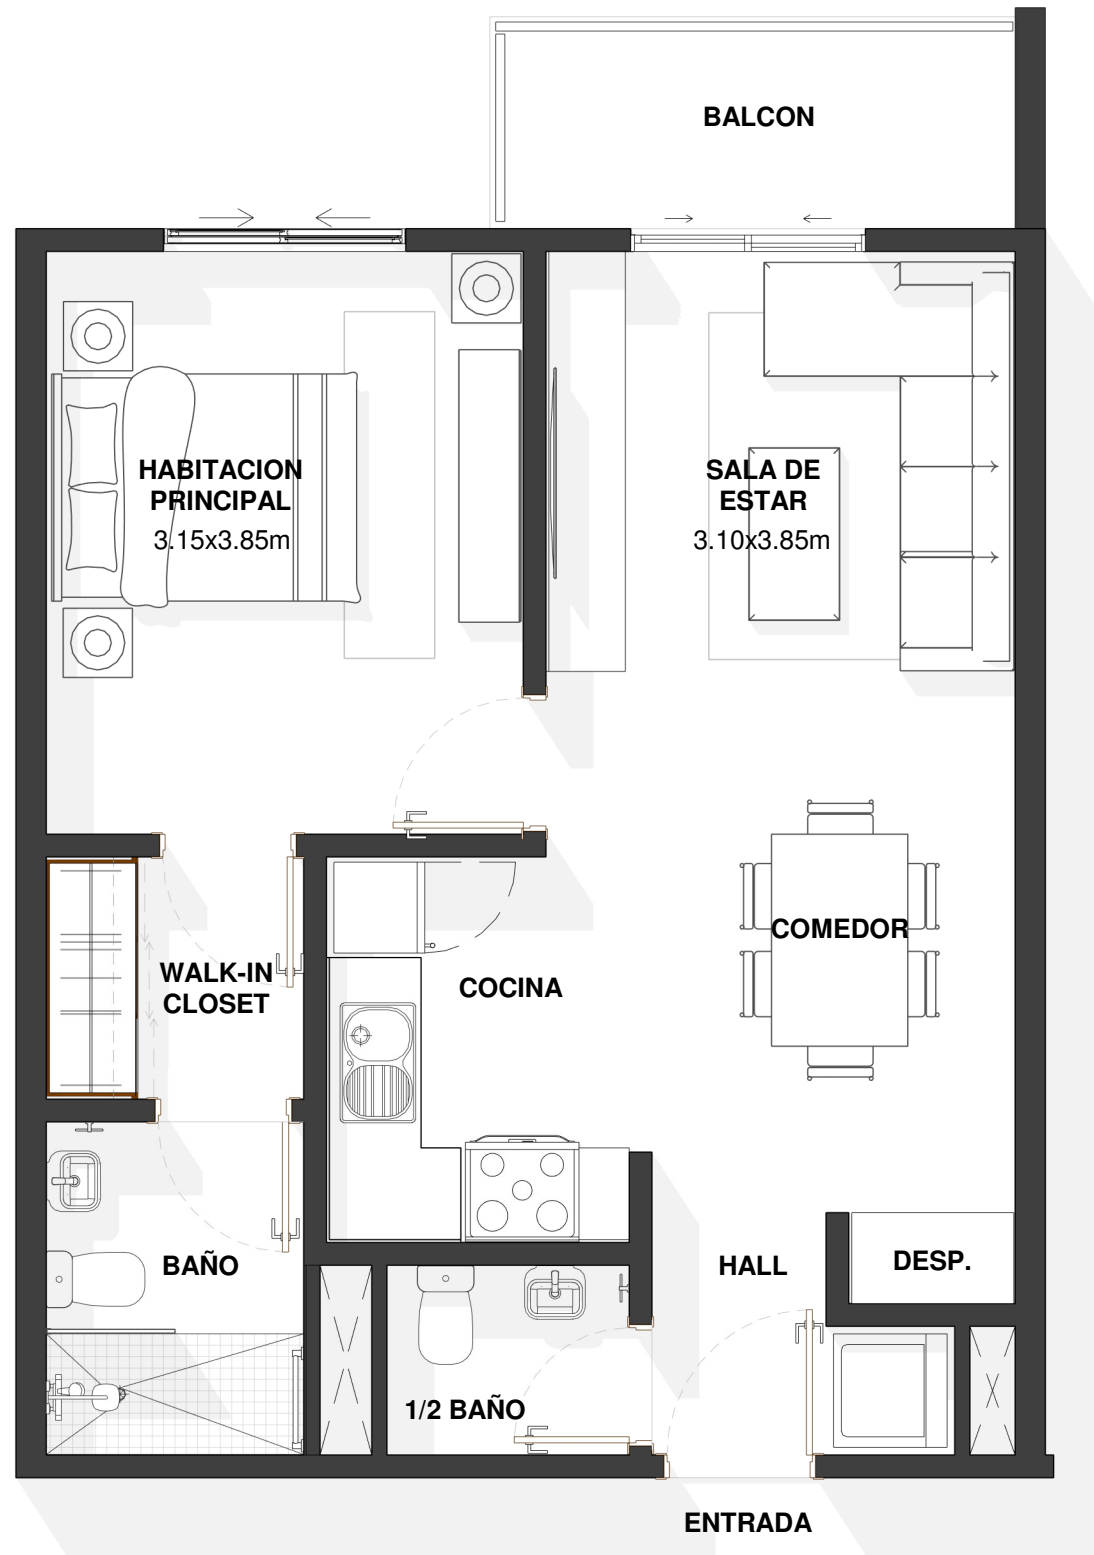 BALCON
HABITACION
PRINCIPAL
3.15x3.85m
SALA DE
ESTAR
3.10x3.85m
COMEDOR
WALK-IN
CLOSET
COCINA
BAÑO
HALL
DESP.
1/2 BAÑO
ENTRADA